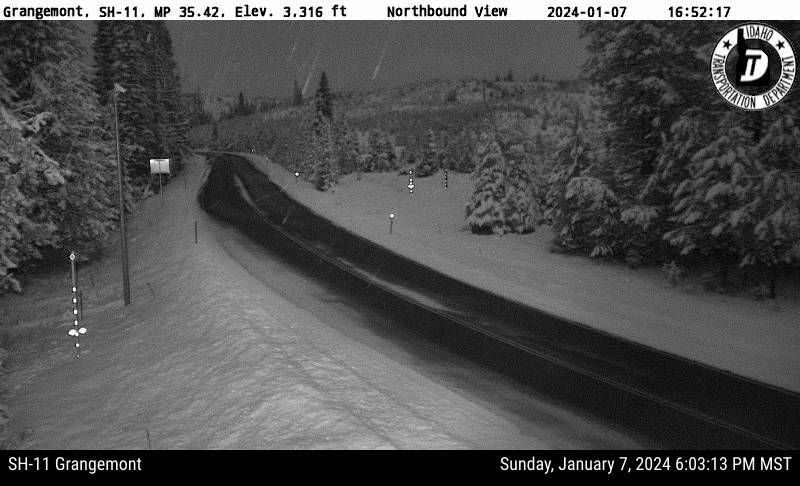 Grangemont, SH-11, MP 35.42, Elev. 3,316 ft Northbound View 2024-01-07 16:52:17
IDAHO
TRANSPORTATION DEPARTMENT
SH-11 Grangemont
Sunday, January 7, 2024 6:03:13 PM MST